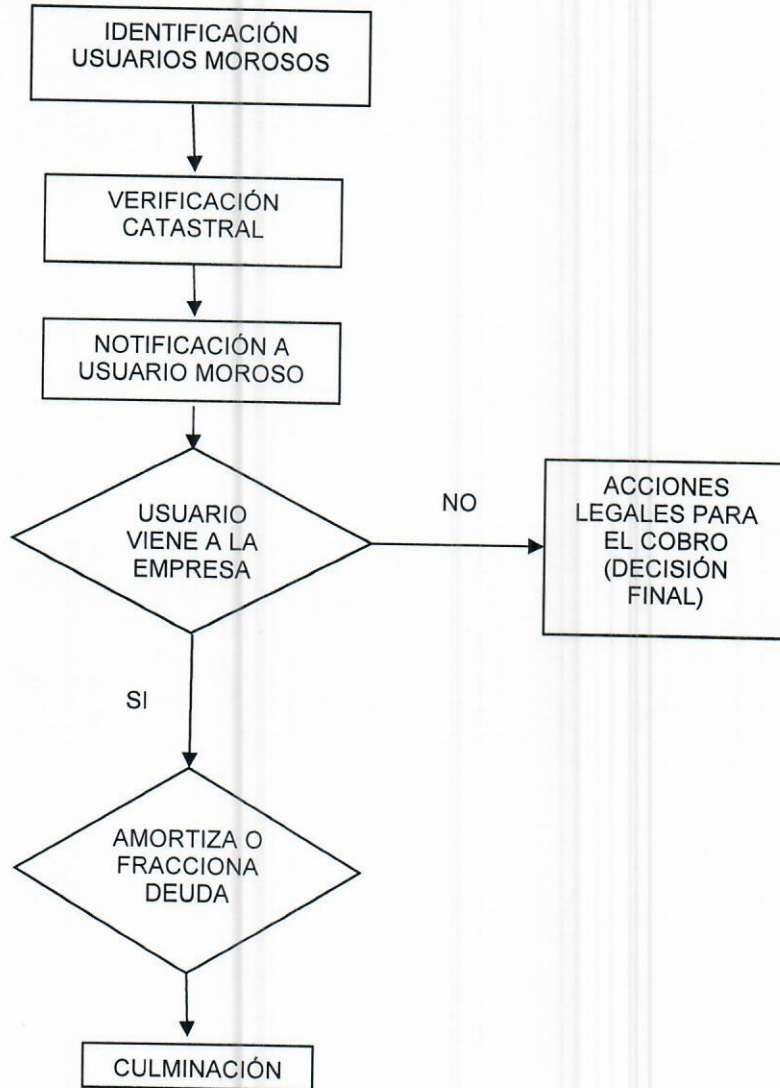 IDENTIFICACIÓN
USUARIOS MOROSOS
VERIFICACIÓN
CATASTRAL
NOTIFICACIÓN A
USUARIO MOROSO
USUARIO
VIENE A LA
EMPRESA
NO
ACCIONES
LEGALES PARA
EL COBRO
(DECISIÓN
FINAL)
SI
AMORTIZA O
FRACCIONA
DEUDA
CULMINACIÓN